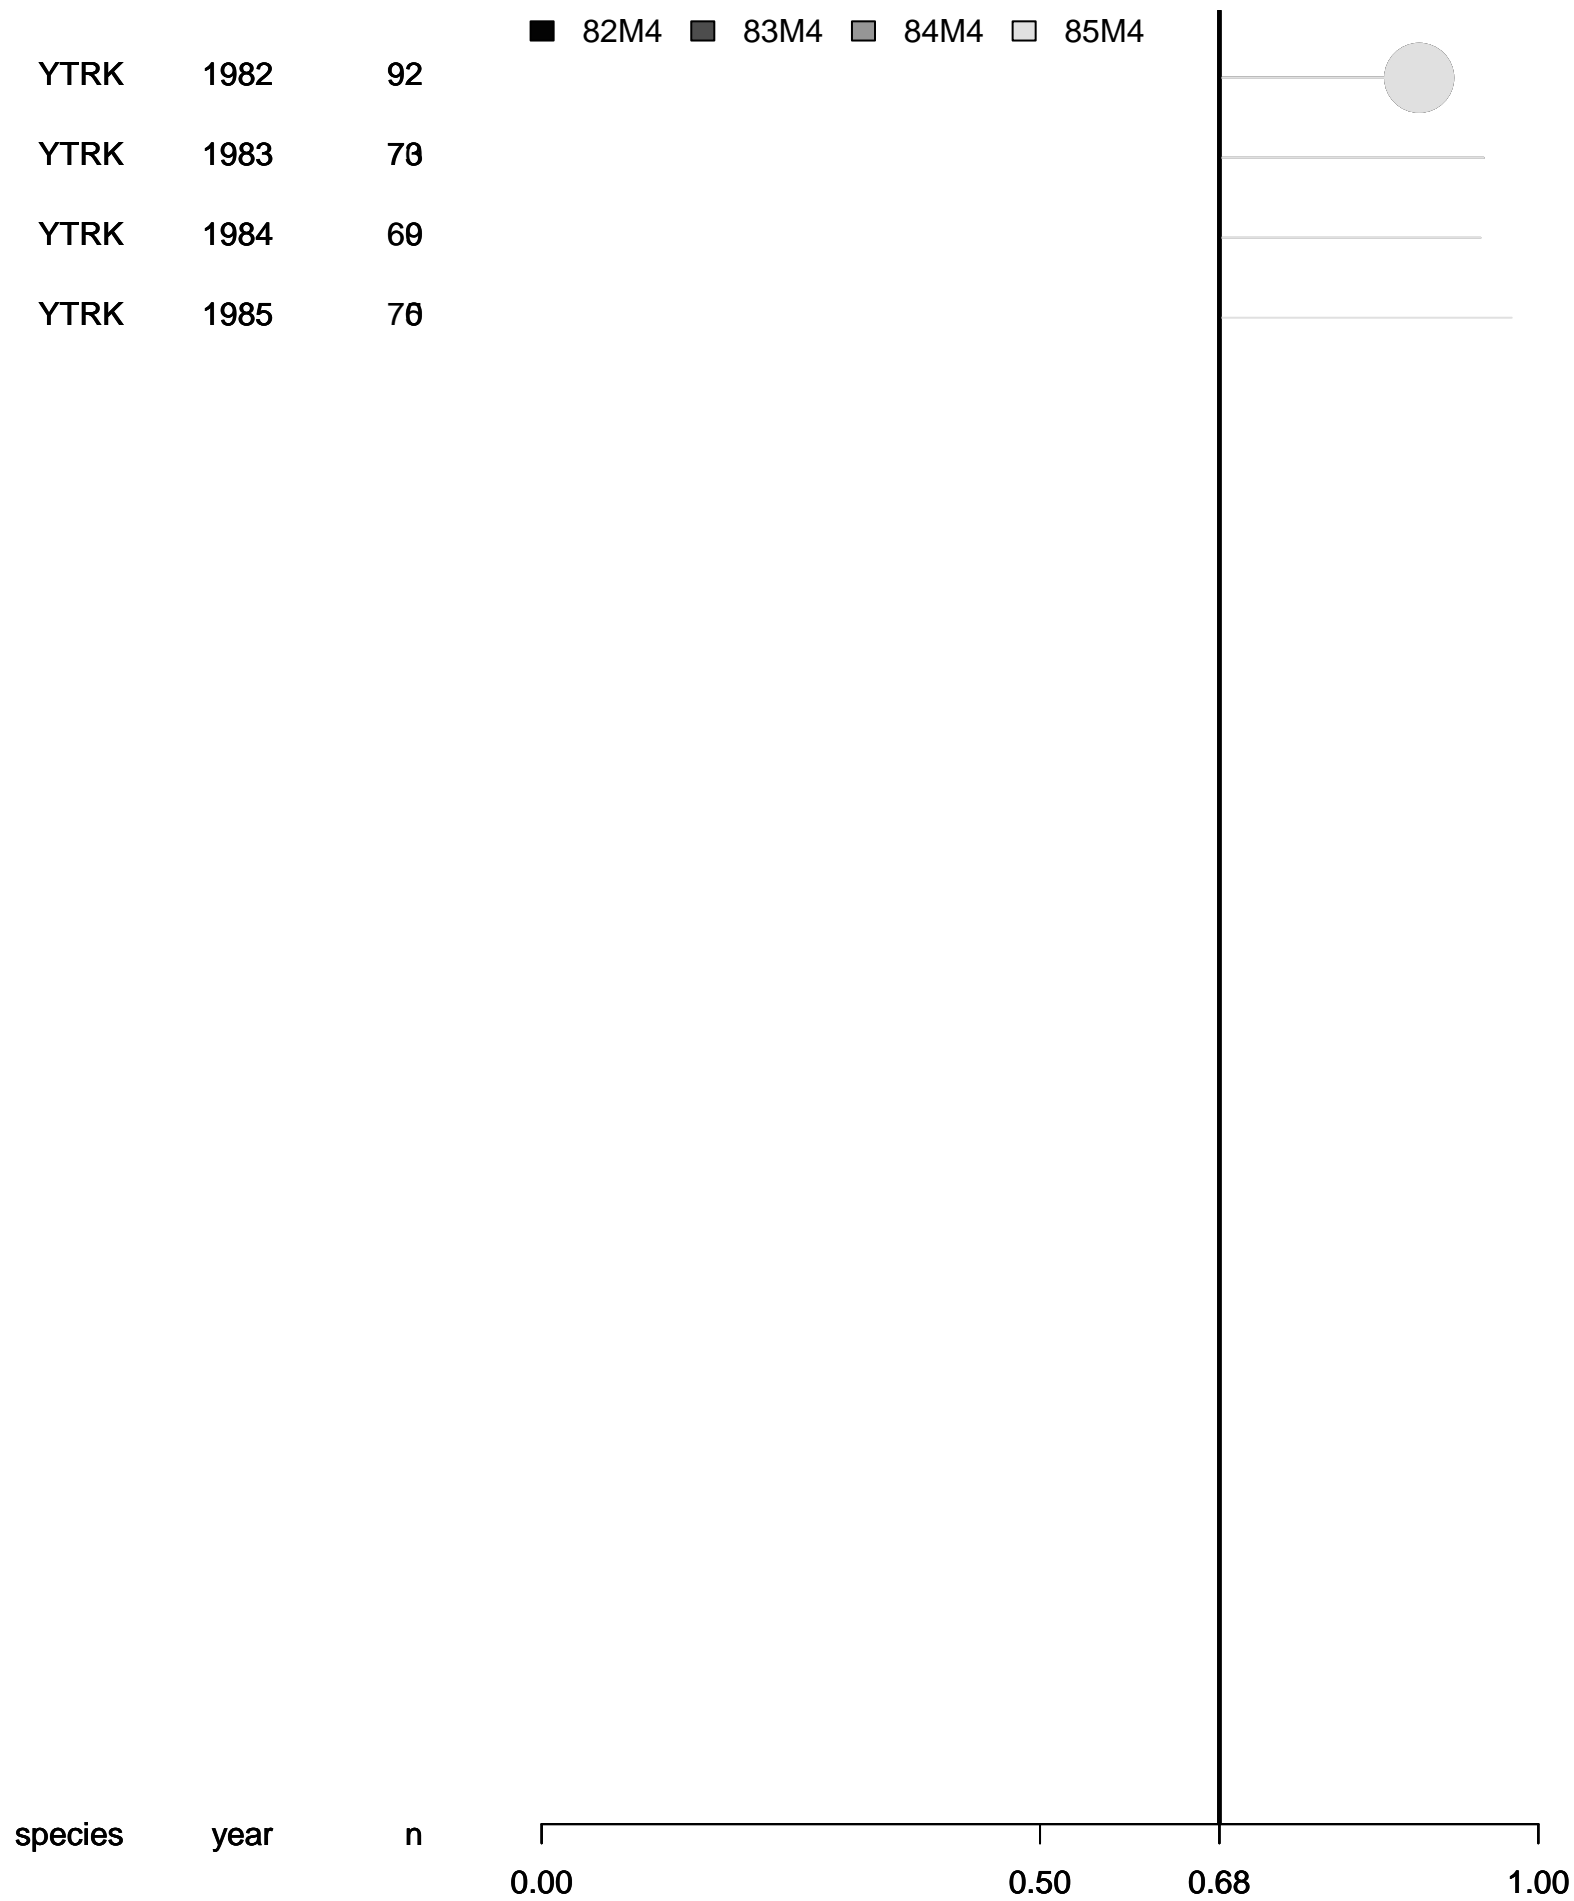 82M4 83M4 84M4 85M4
YTRK 1982 92
YTRK 1983
YTRK 1984
YTRK 1985
species year n
0.00 0.50 0.68 1.00